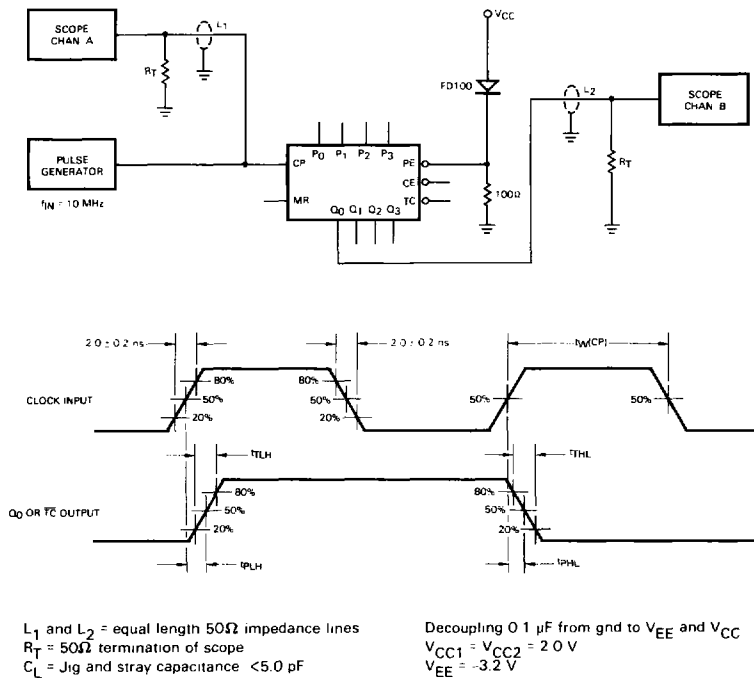 SCOPE
CHAN A
L1
RT
PULSE
GENERATOR
fIN = 10 MHz
VCC
FD100
L2
SCOPE
CHAN B
RT
P0 P1 P2 P3
CP
PE
CE
MR
TC
Q0 Q1 Q2 Q3
100Ω
2.0 ± 0.2 ns
2.0 ± 0.2 ns
tW(CP)
80%
80%
CLOCK INPUT
50%
50%
50%
50%
20%
20%
tTLH
tTHL
80%
80%
Q0 OR TC OUTPUT
50%
50%
20%
20%
tPLH
tPHL
L1 and L2 = equal length 50Ω impedance lines
RT = 50Ω termination of scope
CL = Jig and stray capacitance <5.0 pF
Decoupling 0 1 µF from gnd to VEE and VCC
VCC1 = VCC2 = 2 0 V
VEE = -3.2 V